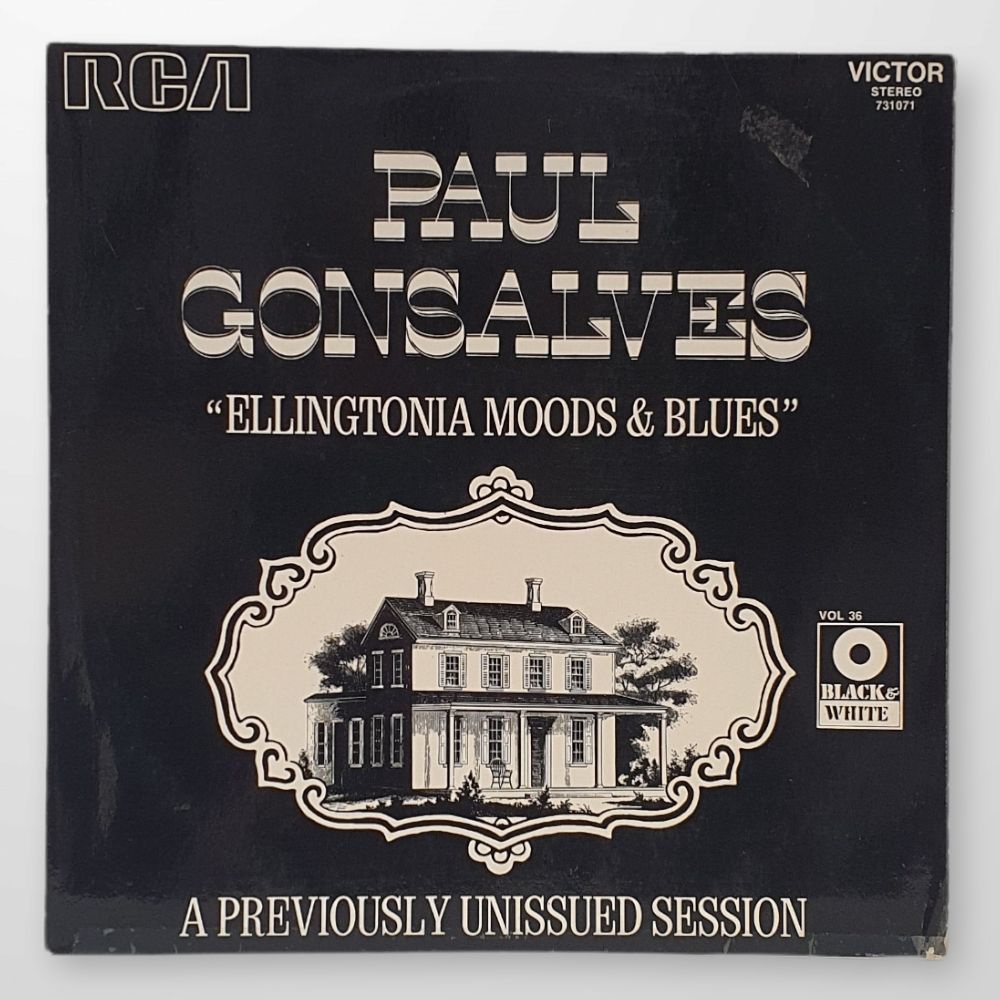 RCA
VICTOR
STEREO
731071
PAUL
GONSALVES
“ELLINGTONIA MOODS & BLUES”
VOL 36
BLACK &
WHITE
A PREVIOUSLY UNISSUED SESSION